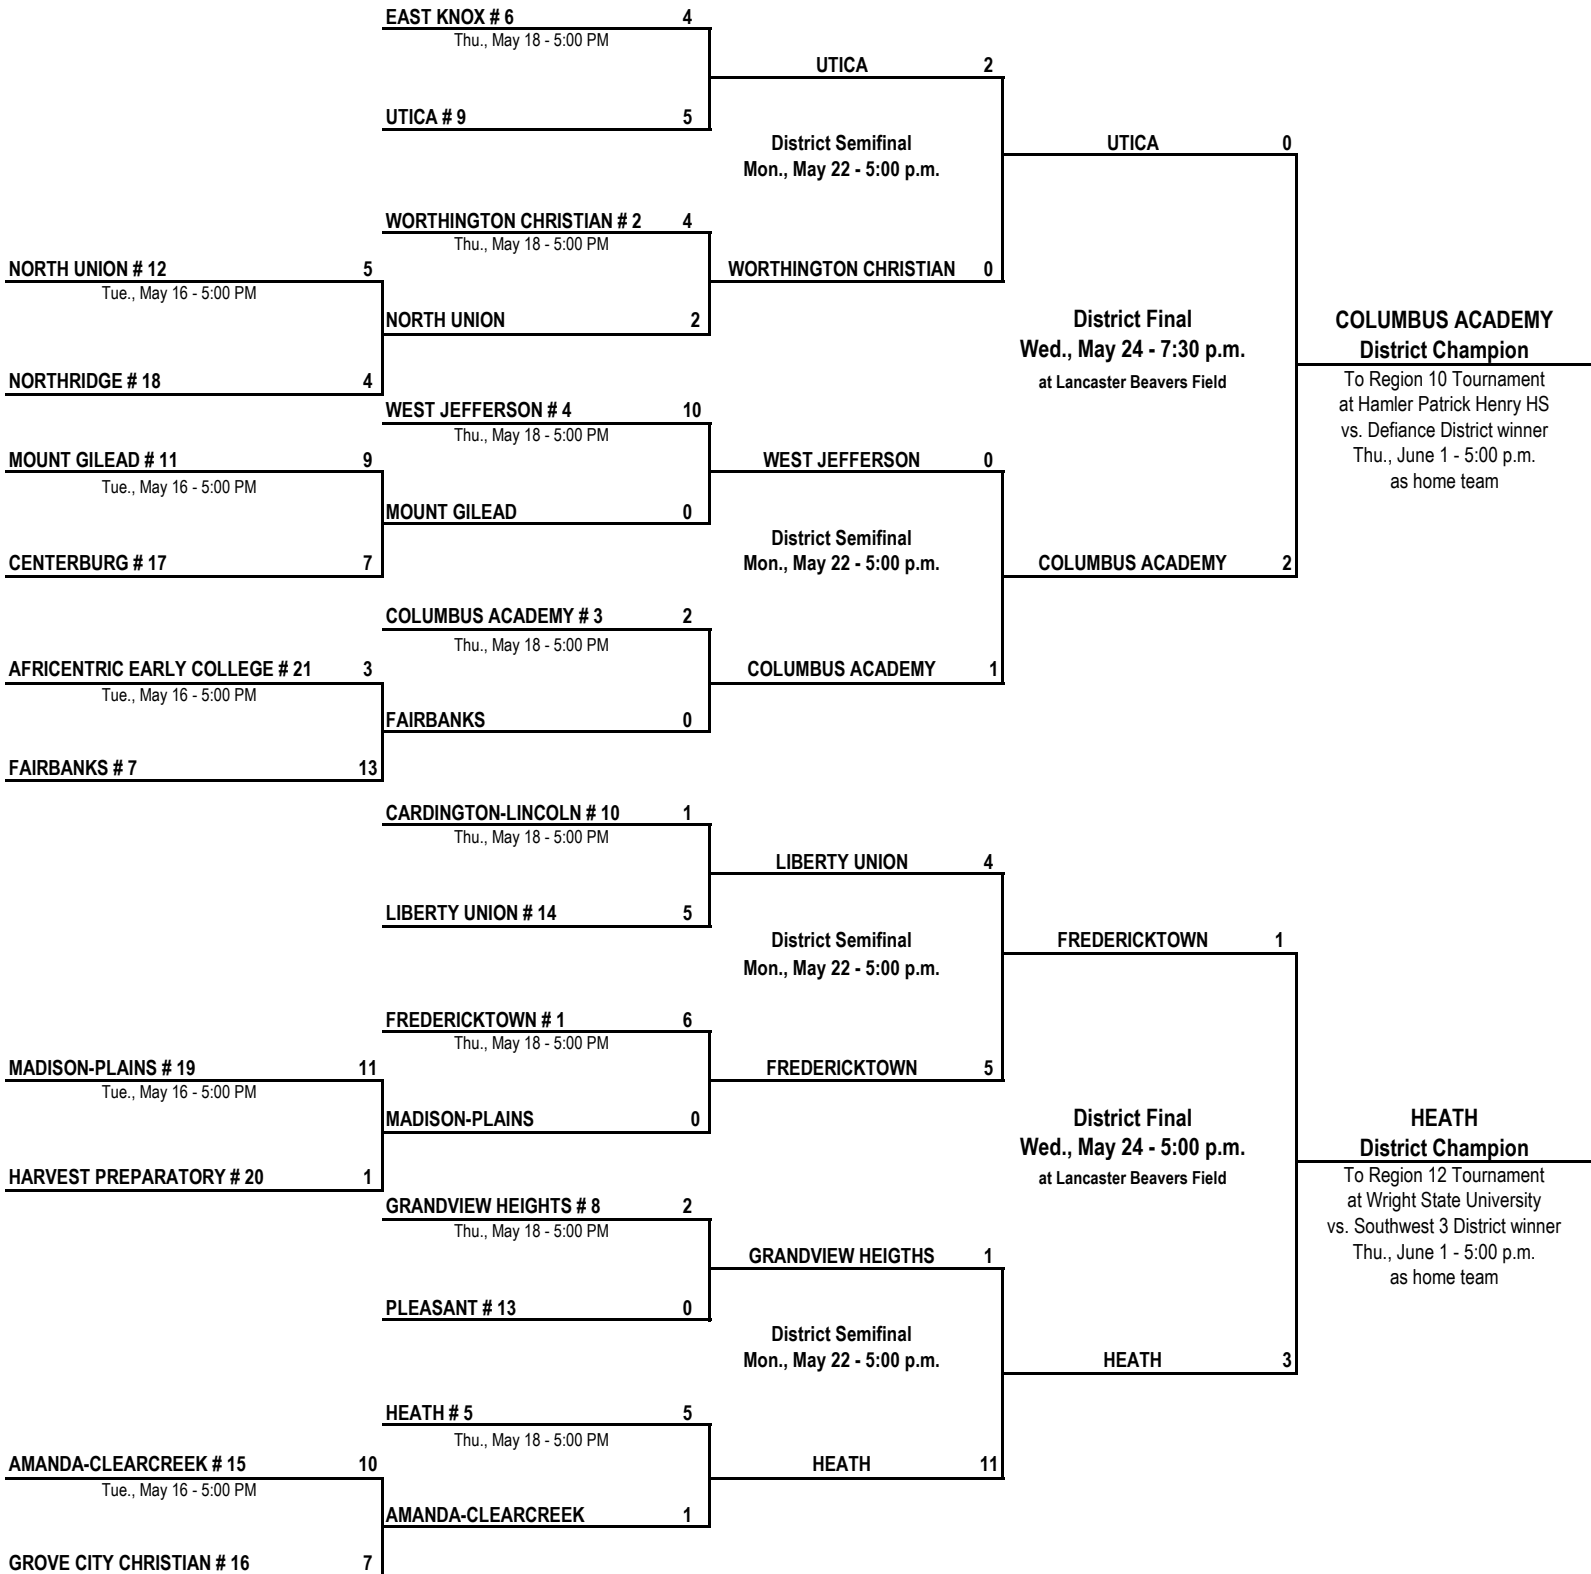 EAST KNOX # 6 4
Thu., May 18 - 5:00 PM
UTICA 2
UTICA # 9 5
District Semifinal
Mon., May 22 - 5:00 p.m.
UTICA 0
WORTHINGTON CHRISTIAN # 2 4
Thu., May 18 - 5:00 PM
NORTH UNION # 12 5
Tue., May 16 - 5:00 PM
WORTHINGTON CHRISTIAN 0
NORTH UNION 2
NORTHRIDGE # 18 4
District Final
Wed., May 24 - 7:30 p.m.
at Lancaster Beavers Field
COLUMBUS ACADEMY
District Champion
To Region 10 Tournament
at Hamler Patrick Henry HS
vs. Defiance District winner
Thu., June 1 - 5:00 p.m.
as home team
WEST JEFFERSON # 4 10
Thu., May 18 - 5:00 PM
MOUNT GILEAD # 11 9
Tue., May 16 - 5:00 PM
WEST JEFFERSON 0
MOUNT GILEAD 0
CENTERBURG # 17 7
District Semifinal
Mon., May 22 - 5:00 p.m.
COLUMBUS ACADEMY 2
COLUMBUS ACADEMY # 3 2
Thu., May 18 - 5:00 PM
AFRICENTRIC EARLY COLLEGE # 21 3
Tue., May 16 - 5:00 PM
COLUMBUS ACADEMY 1
FAIRBANKS 0
FAIRBANKS # 7 13
CARDINGTON-LINCOLN # 10 1
Thu., May 18 - 5:00 PM
LIBERTY UNION 4
LIBERTY UNION # 14 5
District Semifinal
Mon., May 22 - 5:00 p.m.
FREDERICKTOWN 1
FREDERICKTOWN # 1 6
Thu., May 18 - 5:00 PM
MADISON-PLAINS # 19 11
Tue., May 16 - 5:00 PM
FREDERICKTOWN 5
MADISON-PLAINS 0
HARVEST PREPARATORY # 20 1
District Final
Wed., May 24 - 5:00 p.m.
at Lancaster Beavers Field
HEATH
District Champion
To Region 12 Tournament
at Wright State University
vs. Southwest 3 District winner
Thu., June 1 - 5:00 p.m.
as home team
GRANDVIEW HEIGHTS # 8 2
Thu., May 18 - 5:00 PM
GRANDVIEW HEIGTHS 1
PLEASANT # 13 0
District Semifinal
Mon., May 22 - 5:00 p.m.
HEATH 3
HEATH # 5 5
Thu., May 18 - 5:00 PM
AMANDA-CLEARCREEK # 15 10
Tue., May 16 - 5:00 PM
HEATH 11
AMANDA-CLEARCREEK 1
GROVE CITY CHRISTIAN # 16 7